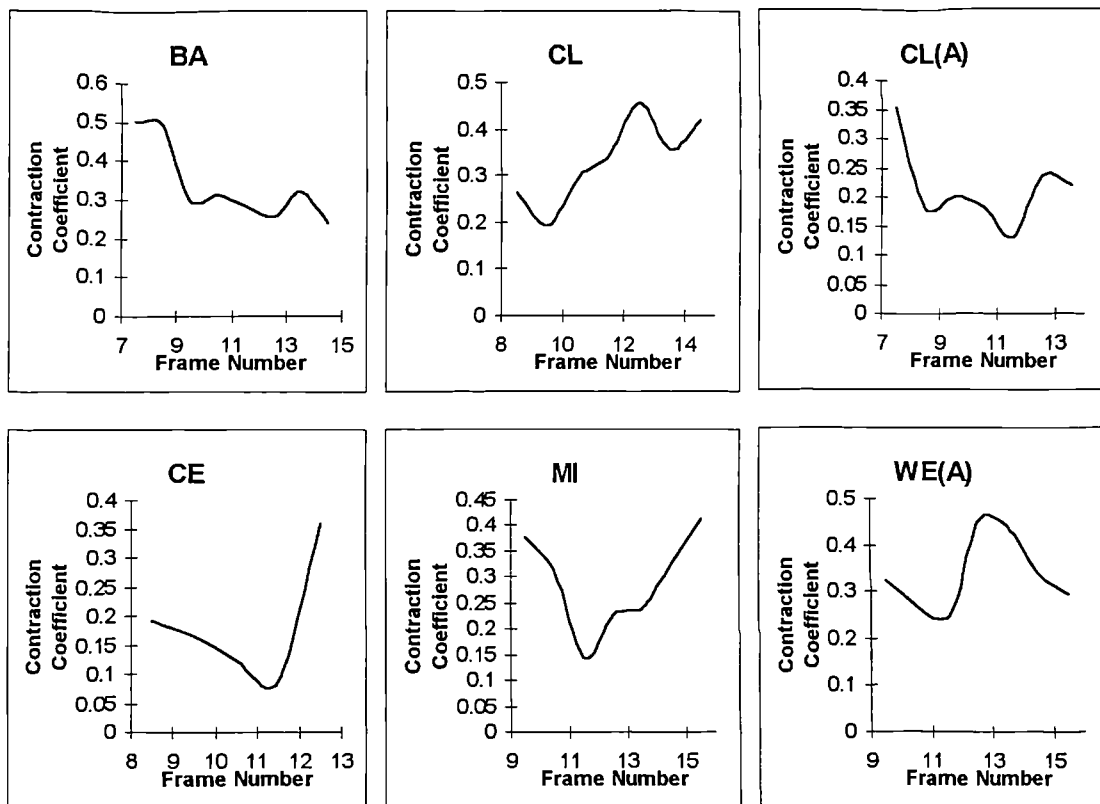 BA
0.6
0.5
0.4
0.3
0.2
0.1
0
Contraction
Coefficient
7 9 11 13 15
Frame Number
CL
0.5
0.4
0.3
0.2
0.1
0
Contraction
Coefficient
8 10 12 14
Frame Number
CL(A)
0.4
0.35
0.3
0.25
0.2
0.15
0.1
0.05
0
Contraction
Coefficient
7 9 11 13
Frame Number
CE
0.4
0.35
0.3
0.25
0.2
0.15
0.1
0.05
0
Contraction
Coefficient
8 9 10 11 12 13
Frame Number
MI
0.45
0.4
0.35
0.3
0.25
0.2
0.15
0.1
0.05
0
Contraction
Coefficient
9 11 13 15
Frame Number
WE(A)
0.5
0.4
0.3
0.2
0.1
0
Contraction
Coefficient
9 11 13 15
Frame Number